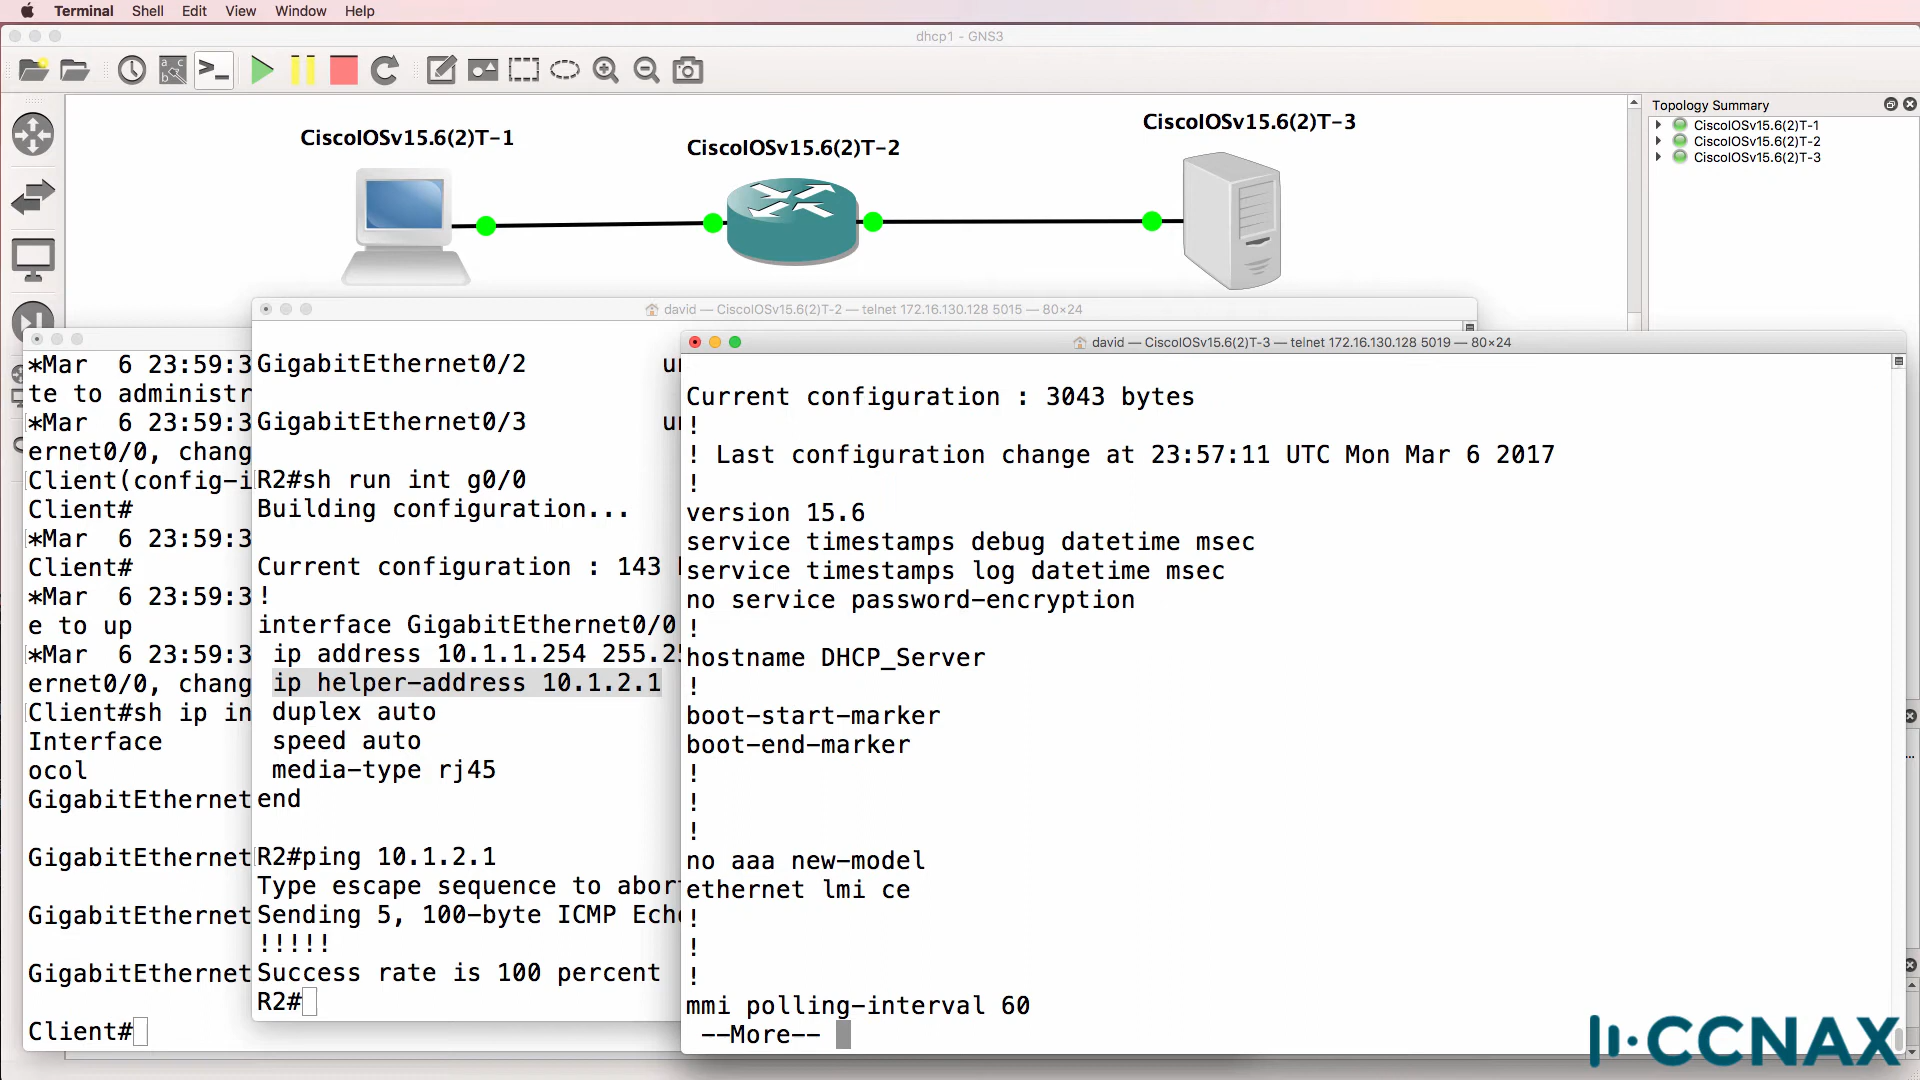 Terminal Shell Edit View Window Help
dhcp1 - GNS3
CiscoIOSv15.6(2)T-1
CiscoIOSv15.6(2)T-2
CiscoIOSv15.6(2)T-3
Topology Summary
CiscoIOSv15.6(2)T-1
CiscoIOSv15.6(2)T-2
CiscoIOSv15.6(2)T-3
*Mar  6 23:59:3
te to administr
*Mar  6 23:59:3
ernet0/0, chang
Client(config-i
Client#
*Mar  6 23:59:3
Client#
*Mar  6 23:59:3
e to up
*Mar  6 23:59:3
ernet0/0, chang
Client#sh ip in
Interface
ocol
GigabitEthernet
GigabitEthernet
GigabitEthernet
GigabitEthernet
Client#
david — CiscoIOSv15.6(2)T-2 — telnet 172.16.130.128 5015 — 80×24
GigabitEthernet0/2 un
GigabitEthernet0/3 un
R2#sh run int g0/0
Building configuration...
Current configuration : 143
!
interface GigabitEthernet0/0
ip address 10.1.1.254 255.25
ip helper-address 10.1.2.1
duplex auto
speed auto
media-type rj45
end
R2#ping 10.1.2.1
Type escape sequence to abor
Sending 5, 100-byte ICMP Echo
!!!!!
Success rate is 100 percent
R2#
david — CiscoIOSv15.6(2)T-3 — telnet 172.16.130.128 5019 — 80×24
Current configuration : 3043 bytes
!
! Last configuration change at 23:57:11 UTC Mon Mar 6 2017
!
version 15.6
service timestamps debug datetime msec
service timestamps log datetime msec
no service password-encryption
!
hostname DHCP_Server
!
boot-start-marker
boot-end-marker
!
!
!
no aaa new-model
ethernet lmi ce
!
!
!
mmi polling-interval 60
--More--
CCNAX